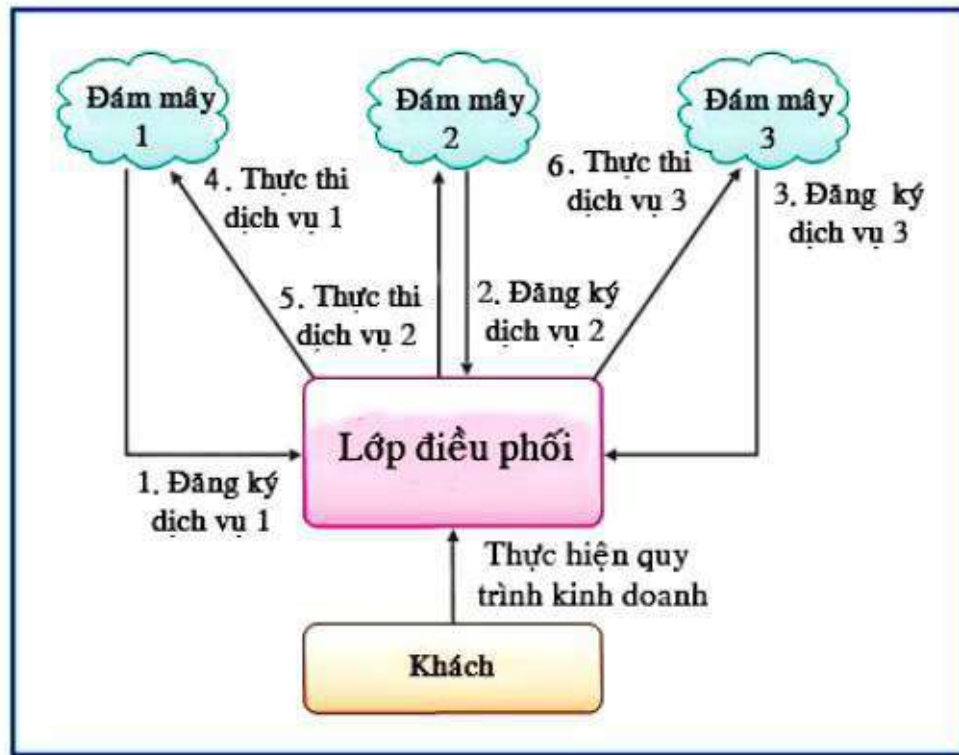 Đám mây
1
Đám mây
2
Đám mây
3
4. Thực thi
dịch vụ 1
6. Thực thi
dịch vụ 3
3. Đăng ký
dịch vụ 3
5. Thực thi
dịch vụ 2
2. Đăng ký
dịch vụ 2
Lớp điều phối
1. Đăng ký
dịch vụ 1
Thực hiện quy
trình kinh doanh
Khách